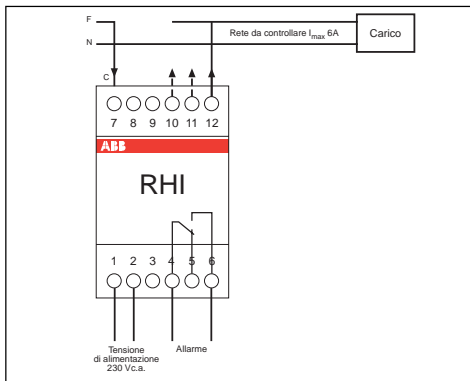 F
Rete da controllare Imax 6A
Carico
N
C
7 8 9 10 11 12
ABB
RHI
1 2 3 4 5 6
Tensione
di alimentazione
230 Vc.a.
Allarme